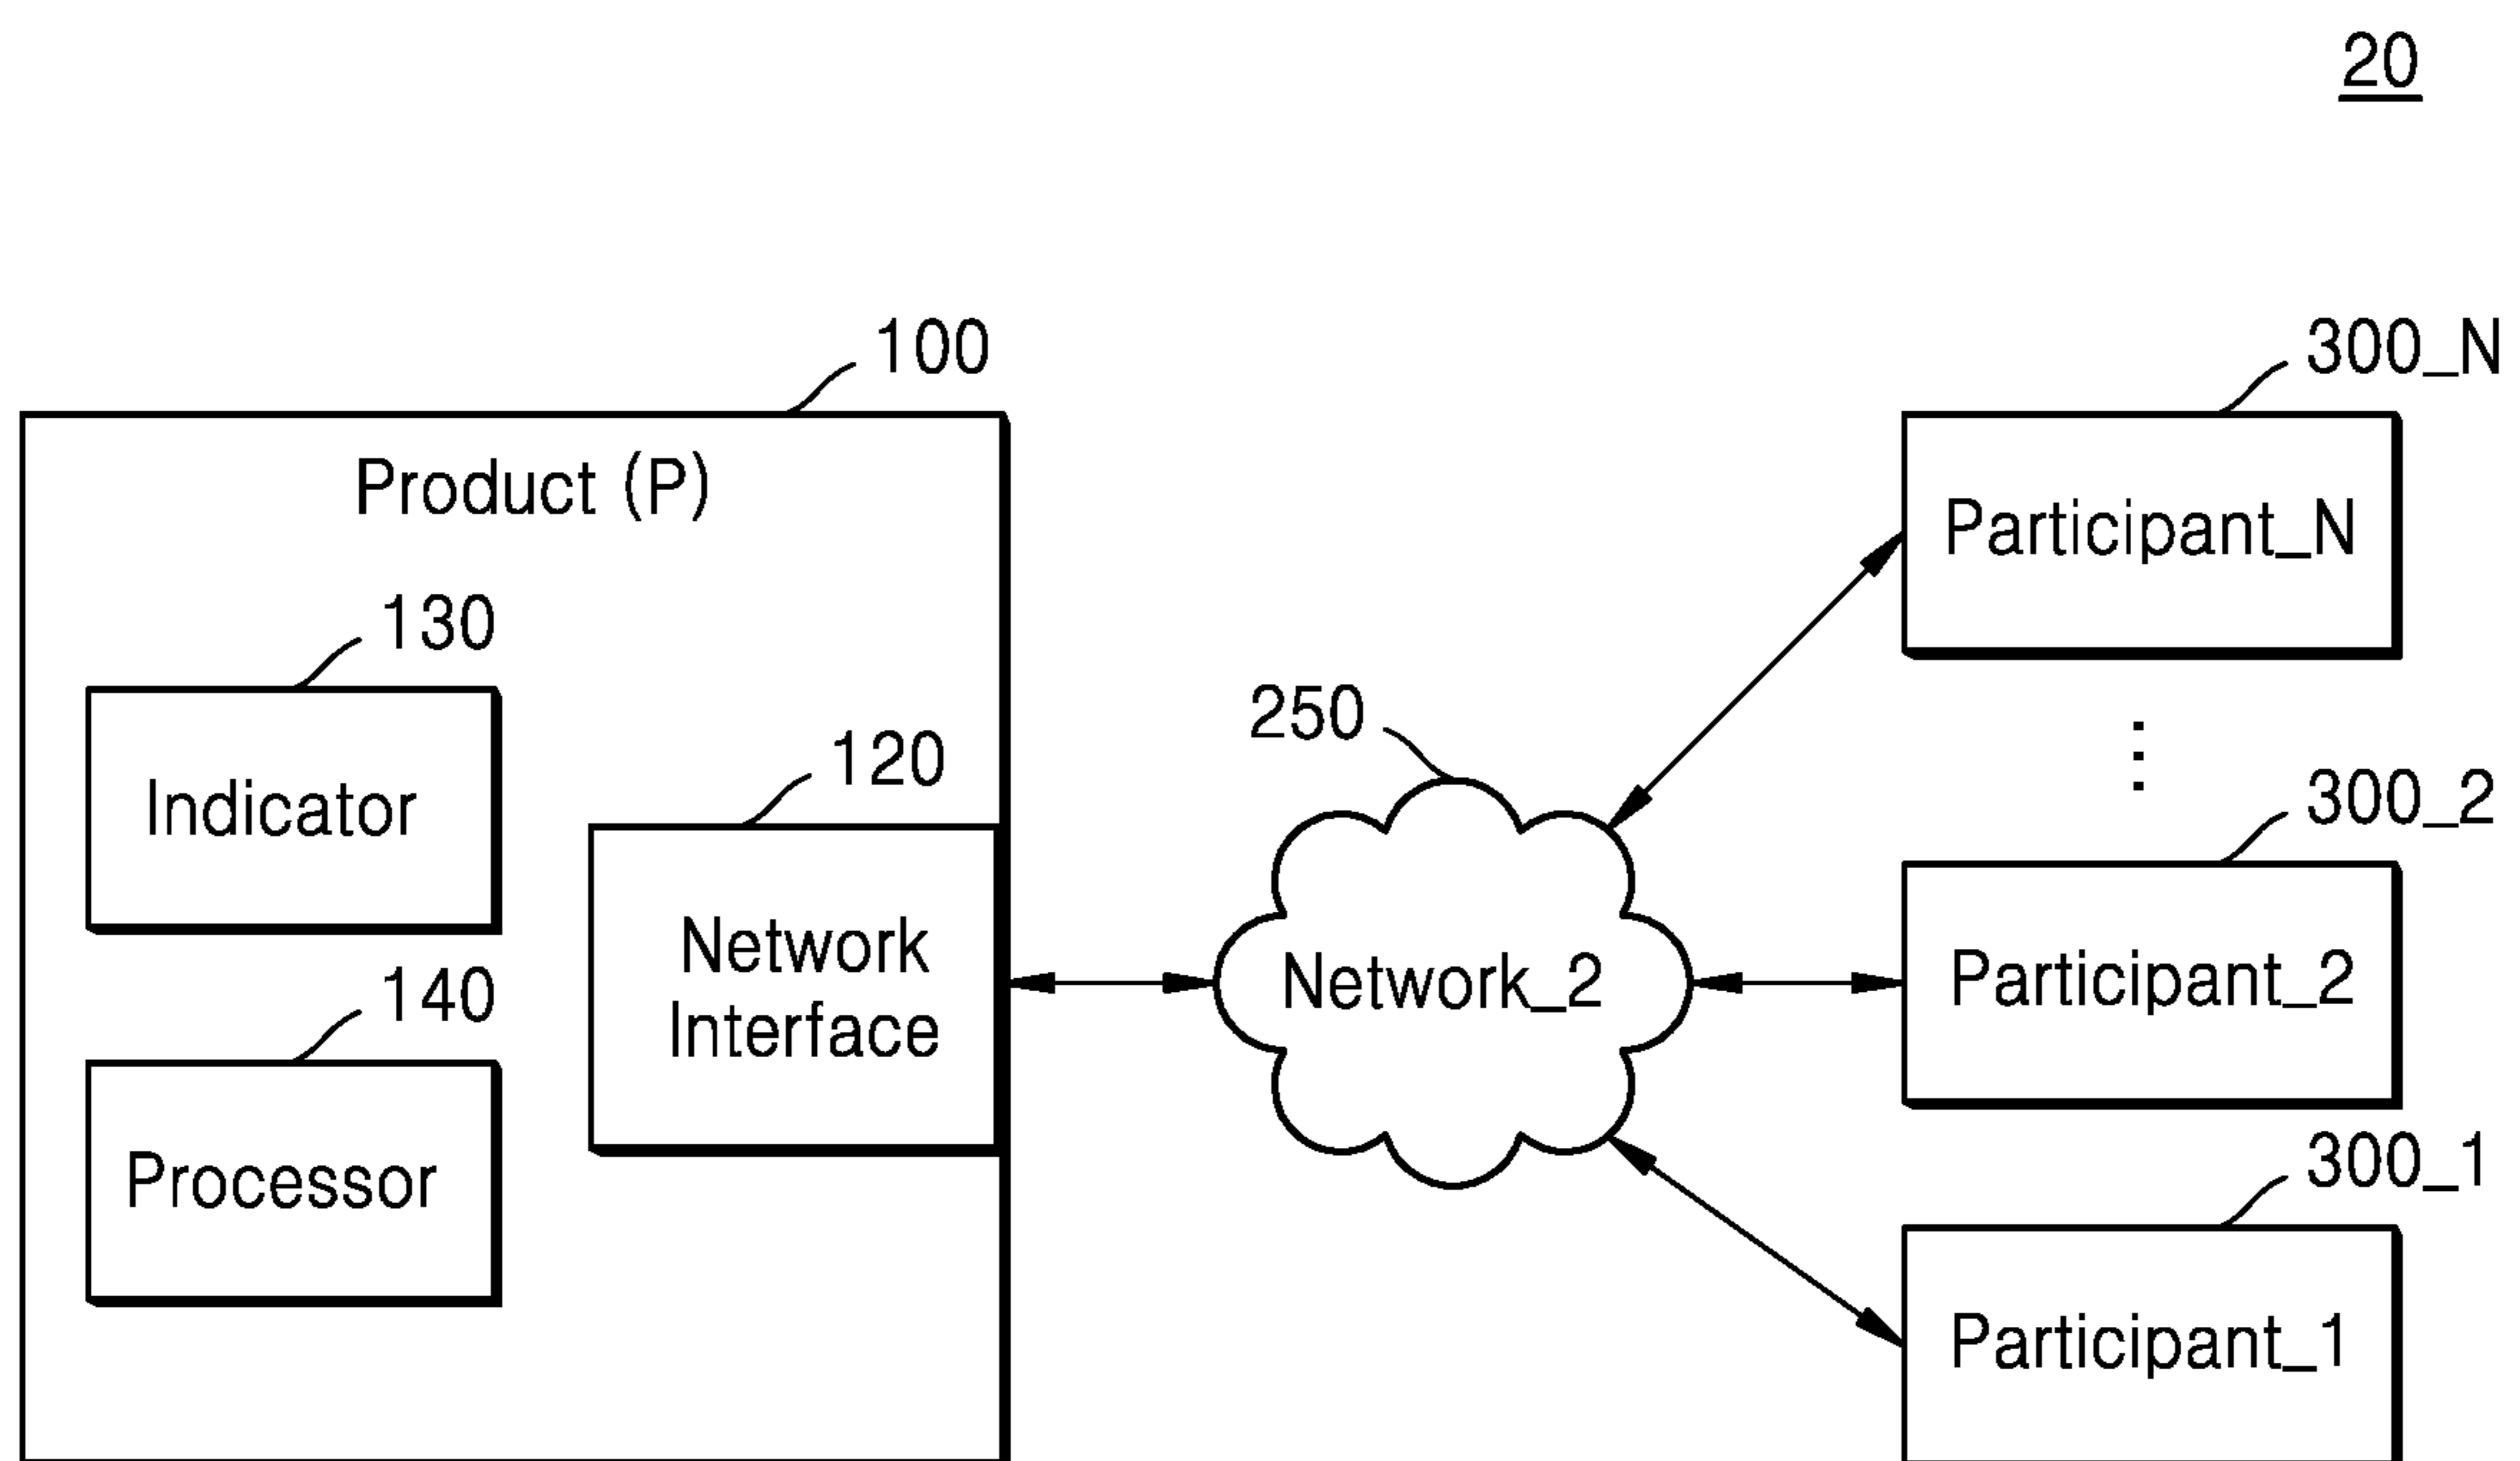 20
100
300_N
Product (P)
Participant_N
130
250
120
300_2
Indicator
Network
Interface
Network_2
Participant_2
140
300_1
Processor
Participant_1